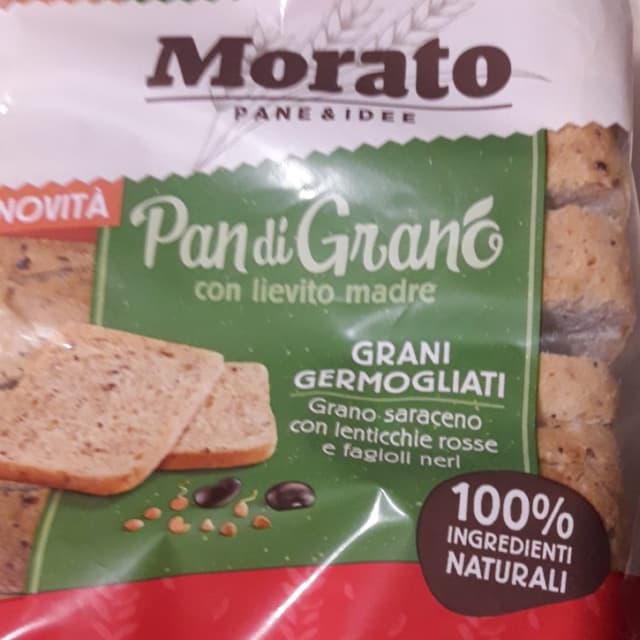 Morato
PANE & IDEE
NOVITÀ
Pan di Grano
con lievito madre
GRANI
GERMOGLIATI
Grano saraceno
con lenticchie rosse
e fagioli neri
100%
INGREDIENTI
NATURALI